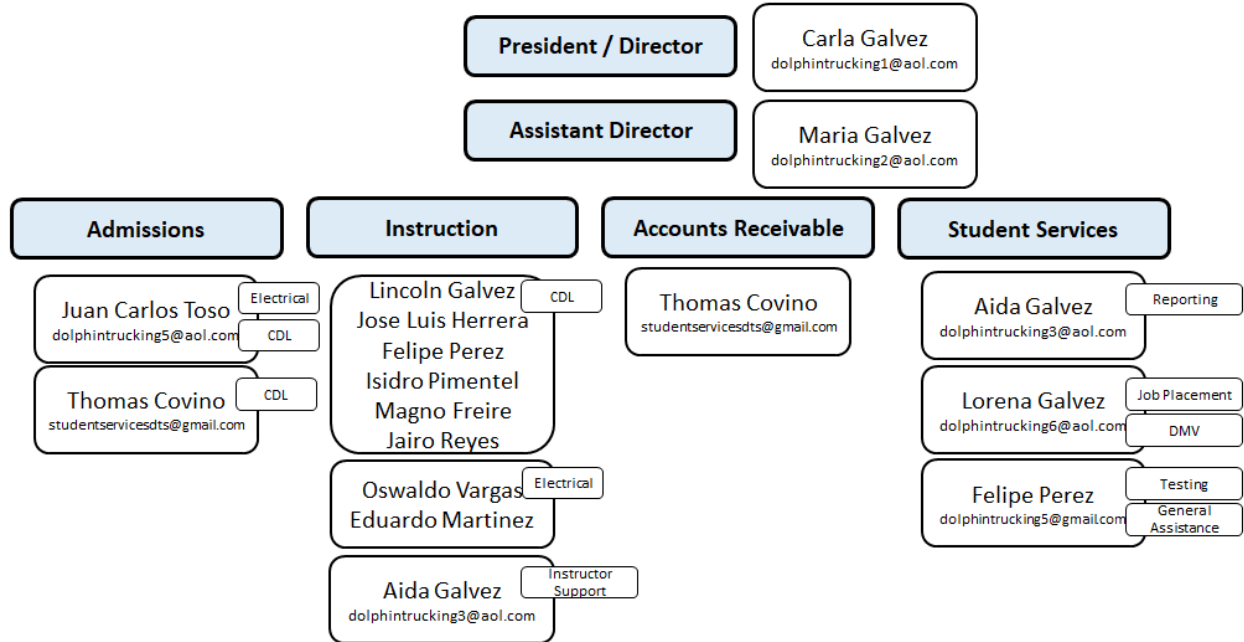 President / Director
Carla Galvez
dolphintrucking1@aol.com
Assistant Director
Maria Galvez
dolphintrucking2@aol.com
Admissions
Juan Carlos Toso
dolphintrucking5@aol.com
Electrical
CDL
Thomas Covino
studentservicesdts@gmail.com
CDL
Instruction
Lincoln Galvez
Jose Luis Herrera
Felipe Perez
Isidro Pimentel
Magno Freire
Jairo Reyes
CDL
Oswaldo Vargas
Eduardo Martinez
Electrical
Aida Galvez
dolphintrucking3@aol.com
Instructor
Support
Accounts Receivable
Thomas Covino
studentservicesdts@gmail.com
Student Services
Aida Galvez
dolphintrucking3@aol.com
Reporting
Lorena Galvez
dolphintrucking6@aol.com
Job Placement
DMV
Felipe Perez
dolphintrucking5@gmail.com
Testing
General
Assistance